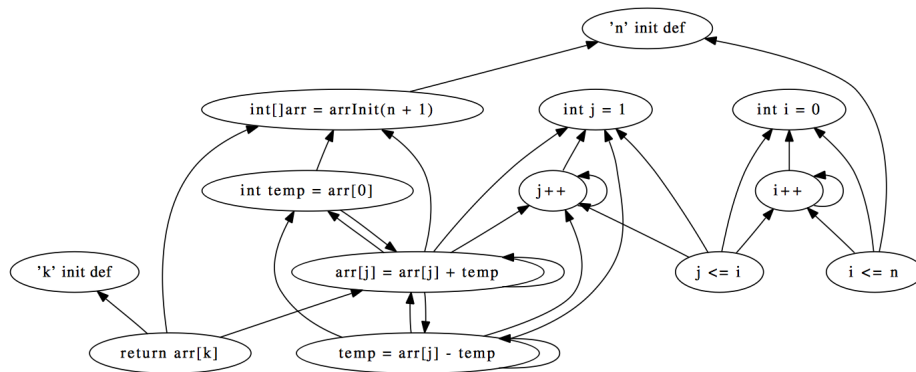 'n' init def
int[]arr = arrInit(n + 1)
int j = 1
int i = 0
int temp = arr[0]
j++
i++
'k' init def
arr[j] = arr[j] + temp
j <= i
i <= n
return arr[k]
temp = arr[j] - temp